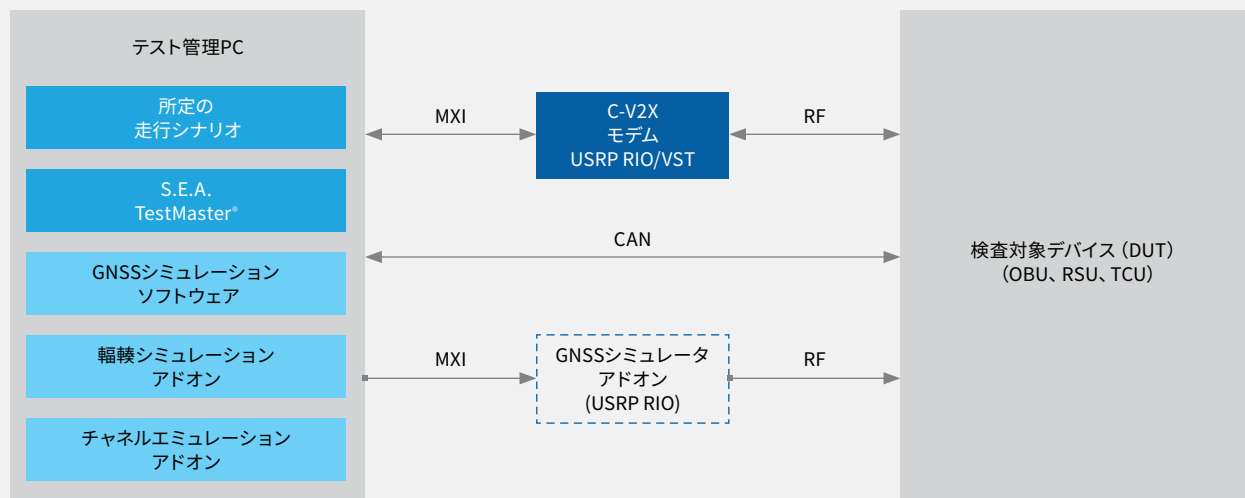 テスト管理PC
所定の
走行シナリオ
S.E.A.
TestMaster®
GNSSシミュレーション
ソフトウェア
輻輳シミュレーション
アドオン
チャネルエミュレーション
アドオン
MXI
C-V2X
モデム
USRP RIO/VST
RF
CAN
MXI
GNSSシミュレータ
アドオン
(USRP RIO)
RF
検査対象デバイス（DUT）
（OBU、RSU、TCU）